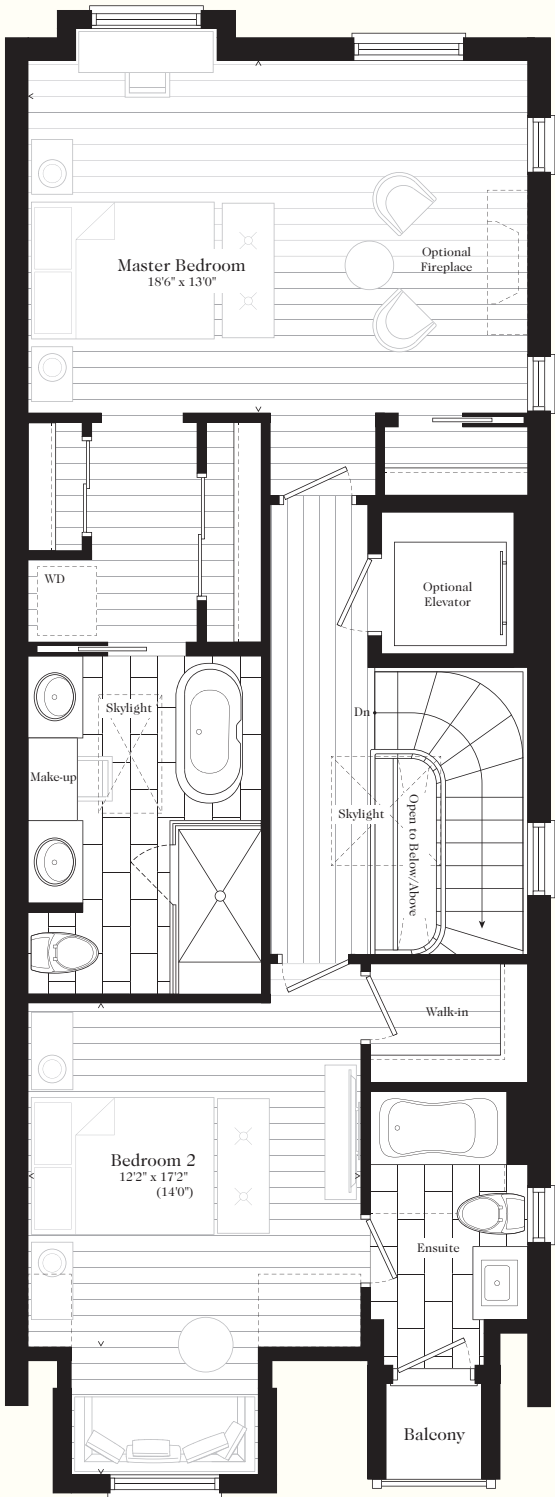 Optional
Fireplace
Master Bedroom
18'6" x 13'0"
WD
Optional
Elevator
Skylight
Dn
Make-up
Skylight
Open to Below/Above
Walk-in
Bedroom 2
12'2" x 17'2"
(14'0")
Ensuite
Balcony